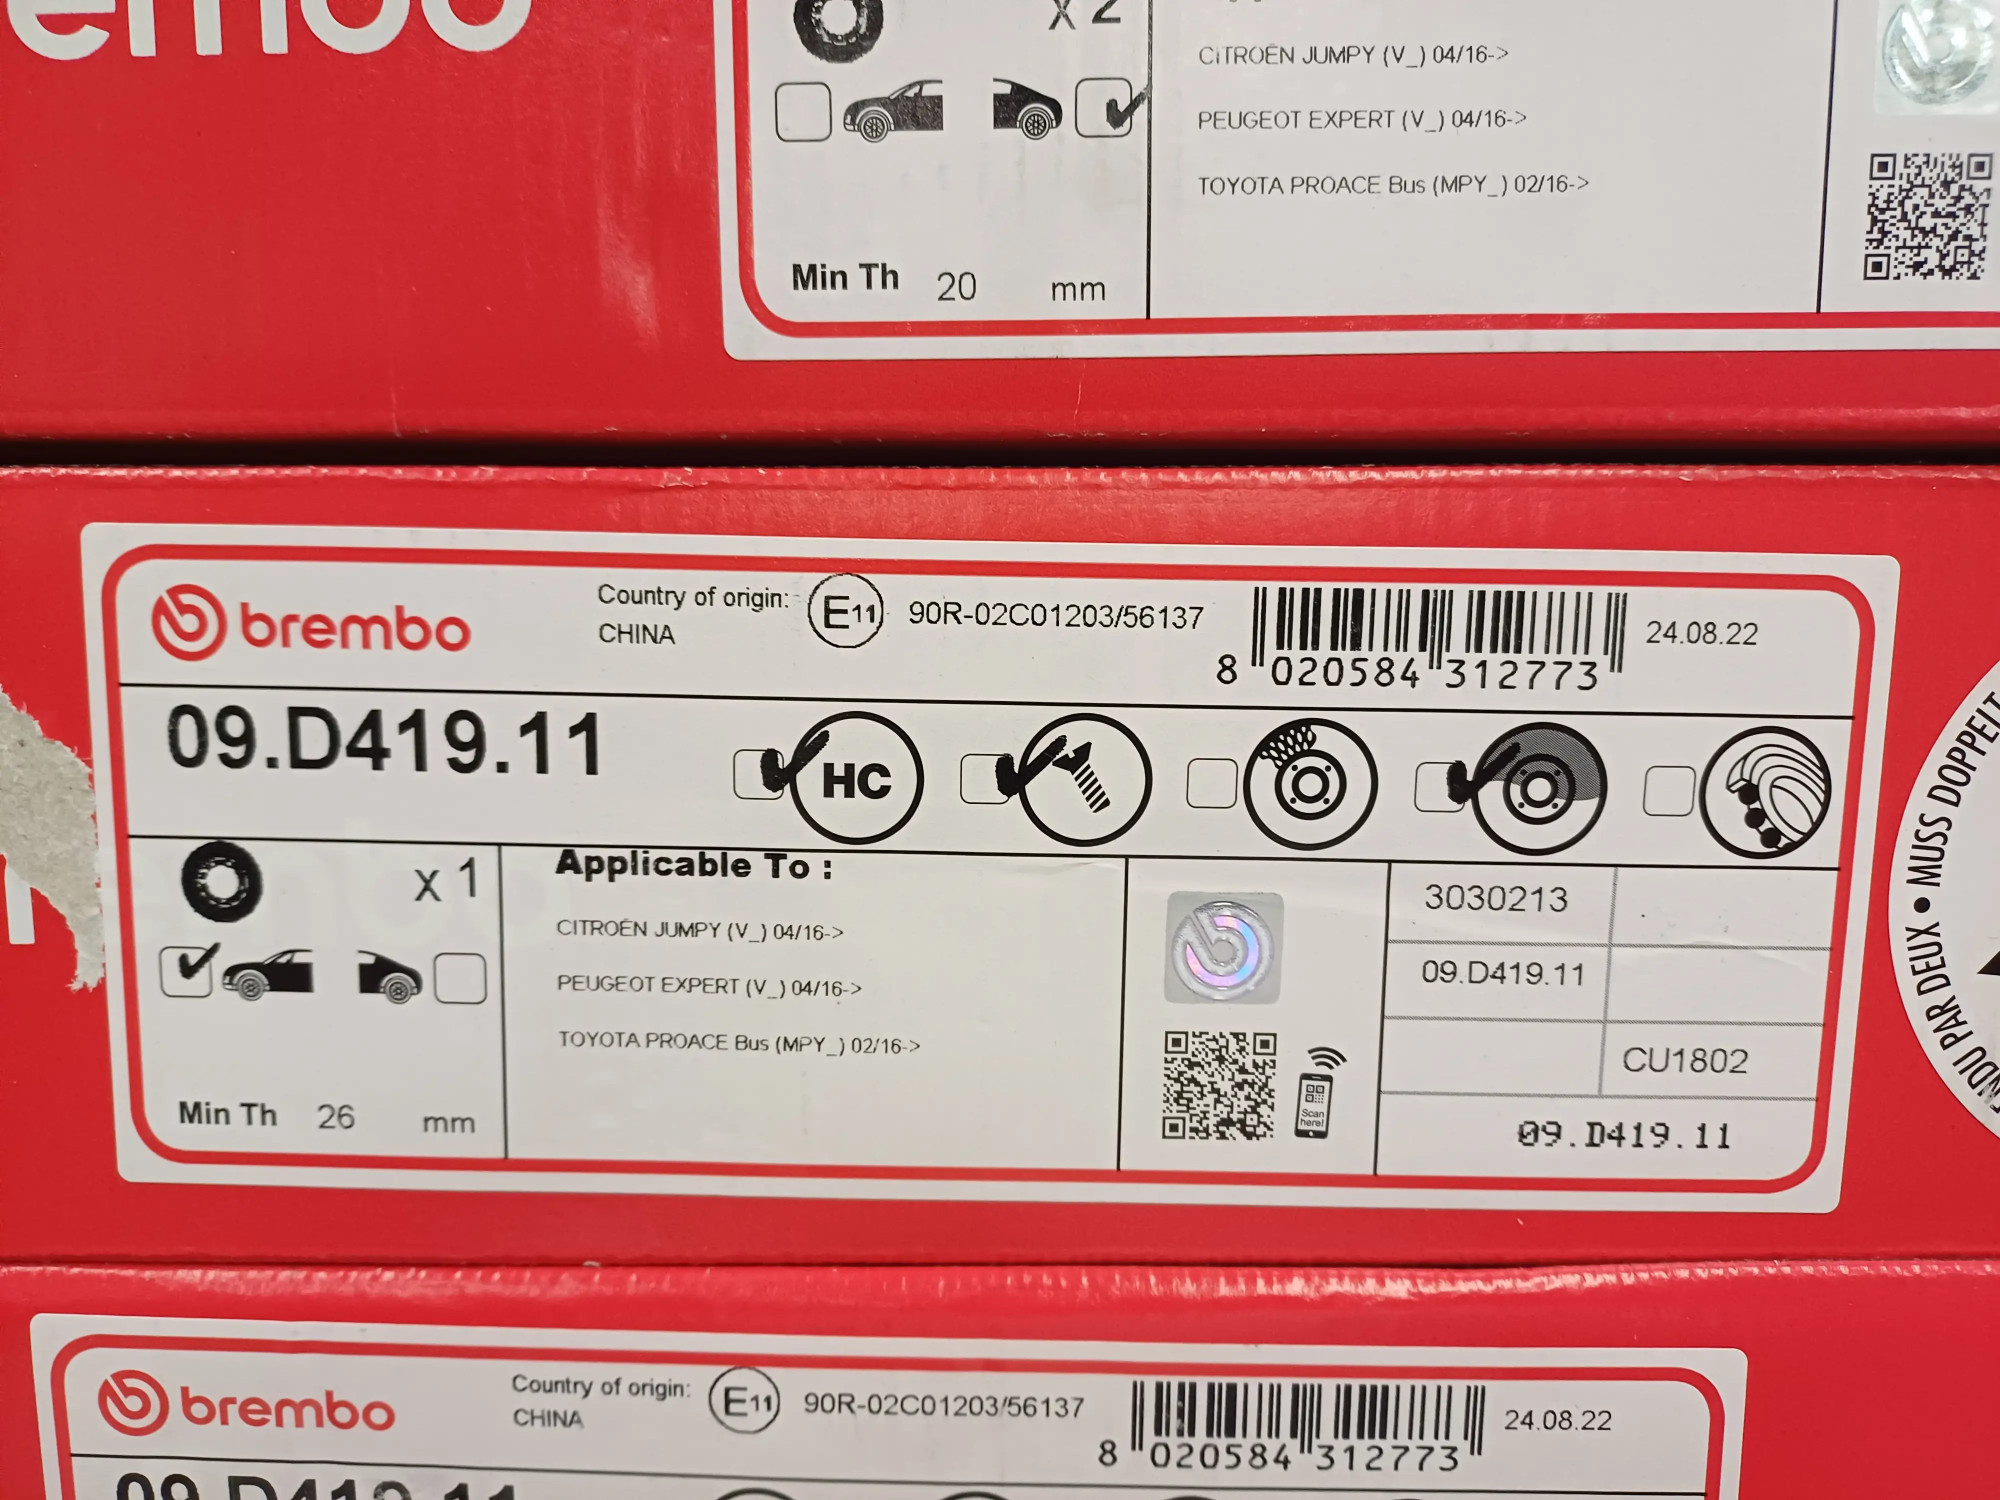 x 2
CITROËN JUMPY (V_) 04/16->
PEUGEOT EXPERT (V_) 04/16->
TOYOTA PROACE Bus (MPY_) 02/16->
Min Th 20 mm
brembo
Country of origin:
CHINA
E11
90R-02C01203/56137
8 020584 312773
24.08.22
09.D419.11
HC
x 1
Applicable To :
CITROËN JUMPY (V_) 04/16->
PEUGEOT EXPERT (V_) 04/16->
TOYOTA PROACE Bus (MPY_) 02/16->
Min Th 26 mm
Scan
here!
3030213
09.D419.11
CU1802
09.D419.11
PAR DEUX • MUSS DOPPELT
brembo
Country of origin:
CHINA
E11
90R-02C01203/56137
8 020584 312773
24.08.22
09.D419.11